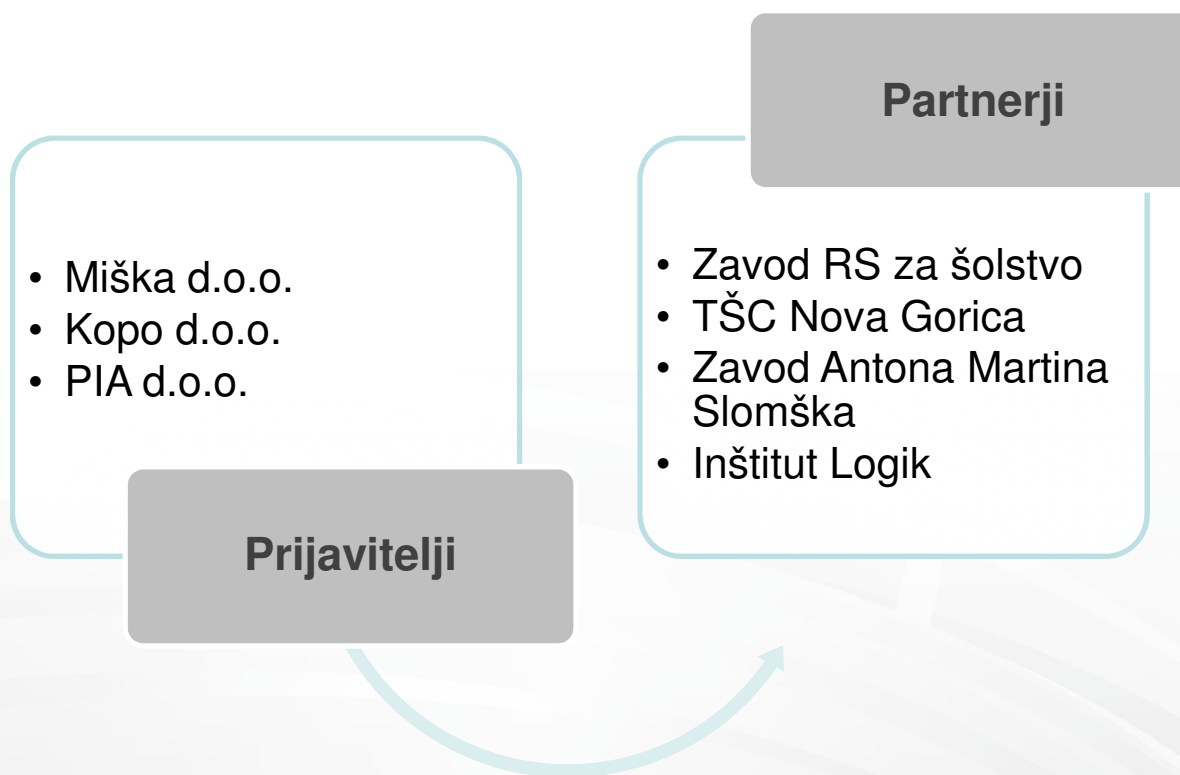 • Miška d.o.o.
• Kopo d.o.o.
• PIA d.o.o.
Prijavitelji
Partnerji
• Zavod RS za šolstvo
• TŠC Nova Gorica
• Zavod Antona Martina
Slomška
• Inštitut Logik